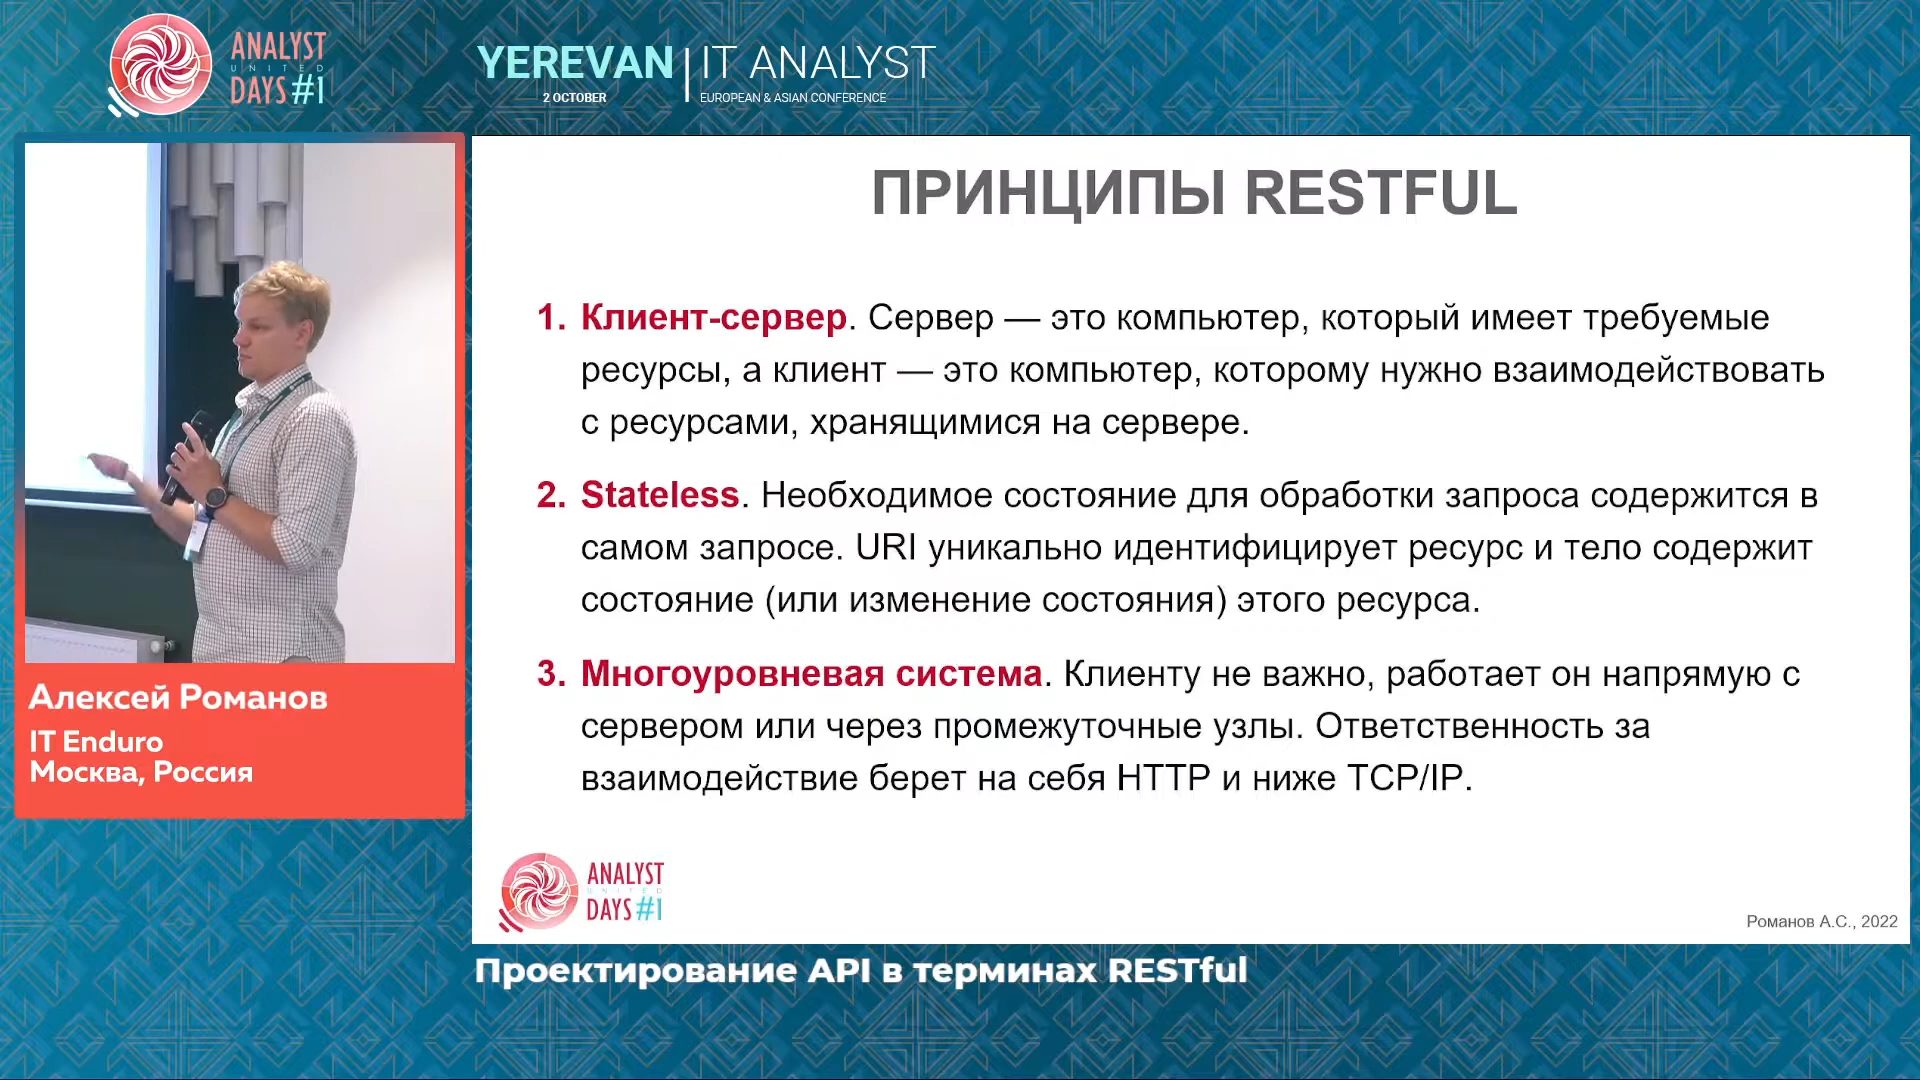 ANALYST
UNITED
DAYS #1
YEREVAN
2 OCTOBER
IT ANALYST
EUROPEAN & ASIAN CONFERENCE
Алексей Романов
IT Enduro
Москва, Россия
ПРИНЦИПЫ RESTFUL
1. Клиент-сервер. Сервер — это компьютер, который имеет требуемые
ресурсы, а клиент — это компьютер, которому нужно взаимодействовать
с ресурсами, хранящимися на сервере.
2. Stateless. Необходимое состояние для обработки запроса содержится в
самом запросе. URI уникально идентифицирует ресурс и тело содержит
состояние (или изменение состояния) этого ресурса.
3. Многоуровневая система. Клиенту не важно, работает он напрямую с
сервером или через промежуточные узлы. Ответственность за
взаимодействие берет на себя HTTP и ниже TCP/IP.
ANALYST
UNITED
DAYS #1
Романов А.С., 2022
Проектирование API в терминах RESTful